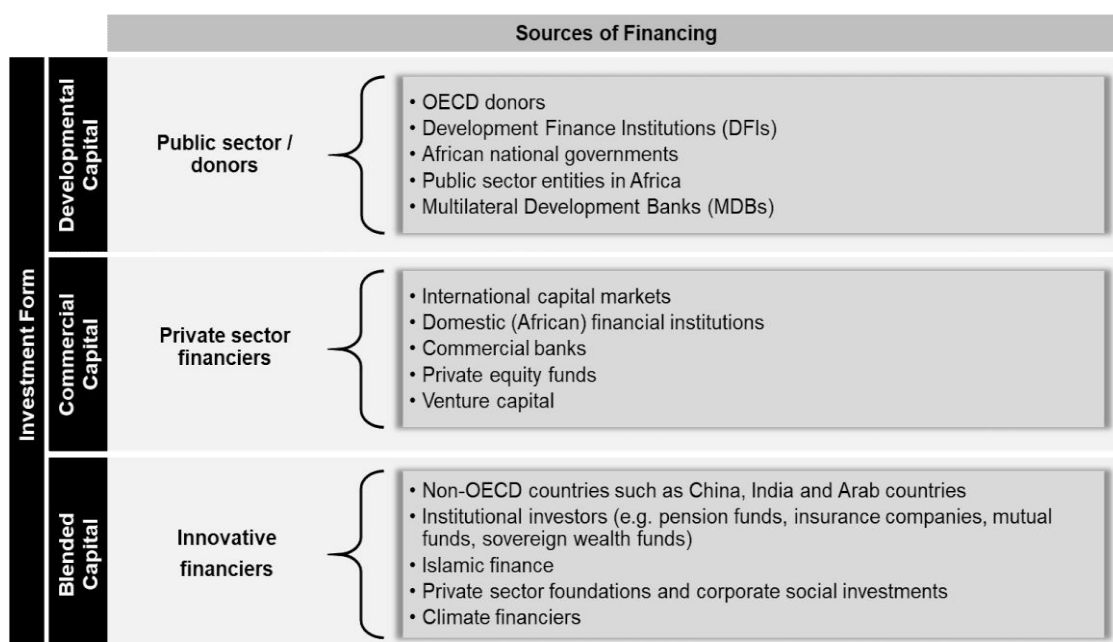 Sources of Financing
Investment Form
Developmental
Capital
Public sector /
donors
• OECD donors
• Development Finance Institutions (DFIs)
• African national governments
• Public sector entities in Africa
• Multilateral Development Banks (MDBs)
Commercial
Capital
Private sector
financiers
• International capital markets
• Domestic (African) financial institutions
• Commercial banks
• Private equity funds
• Venture capital
Blended
Capital
Innovative
financiers
• Non-OECD countries such as China, India and Arab countries
• Institutional investors (e.g. pension funds, insurance companies, mutual
funds, sovereign wealth funds)
• Islamic finance
• Private sector foundations and corporate social investments
• Climate financiers